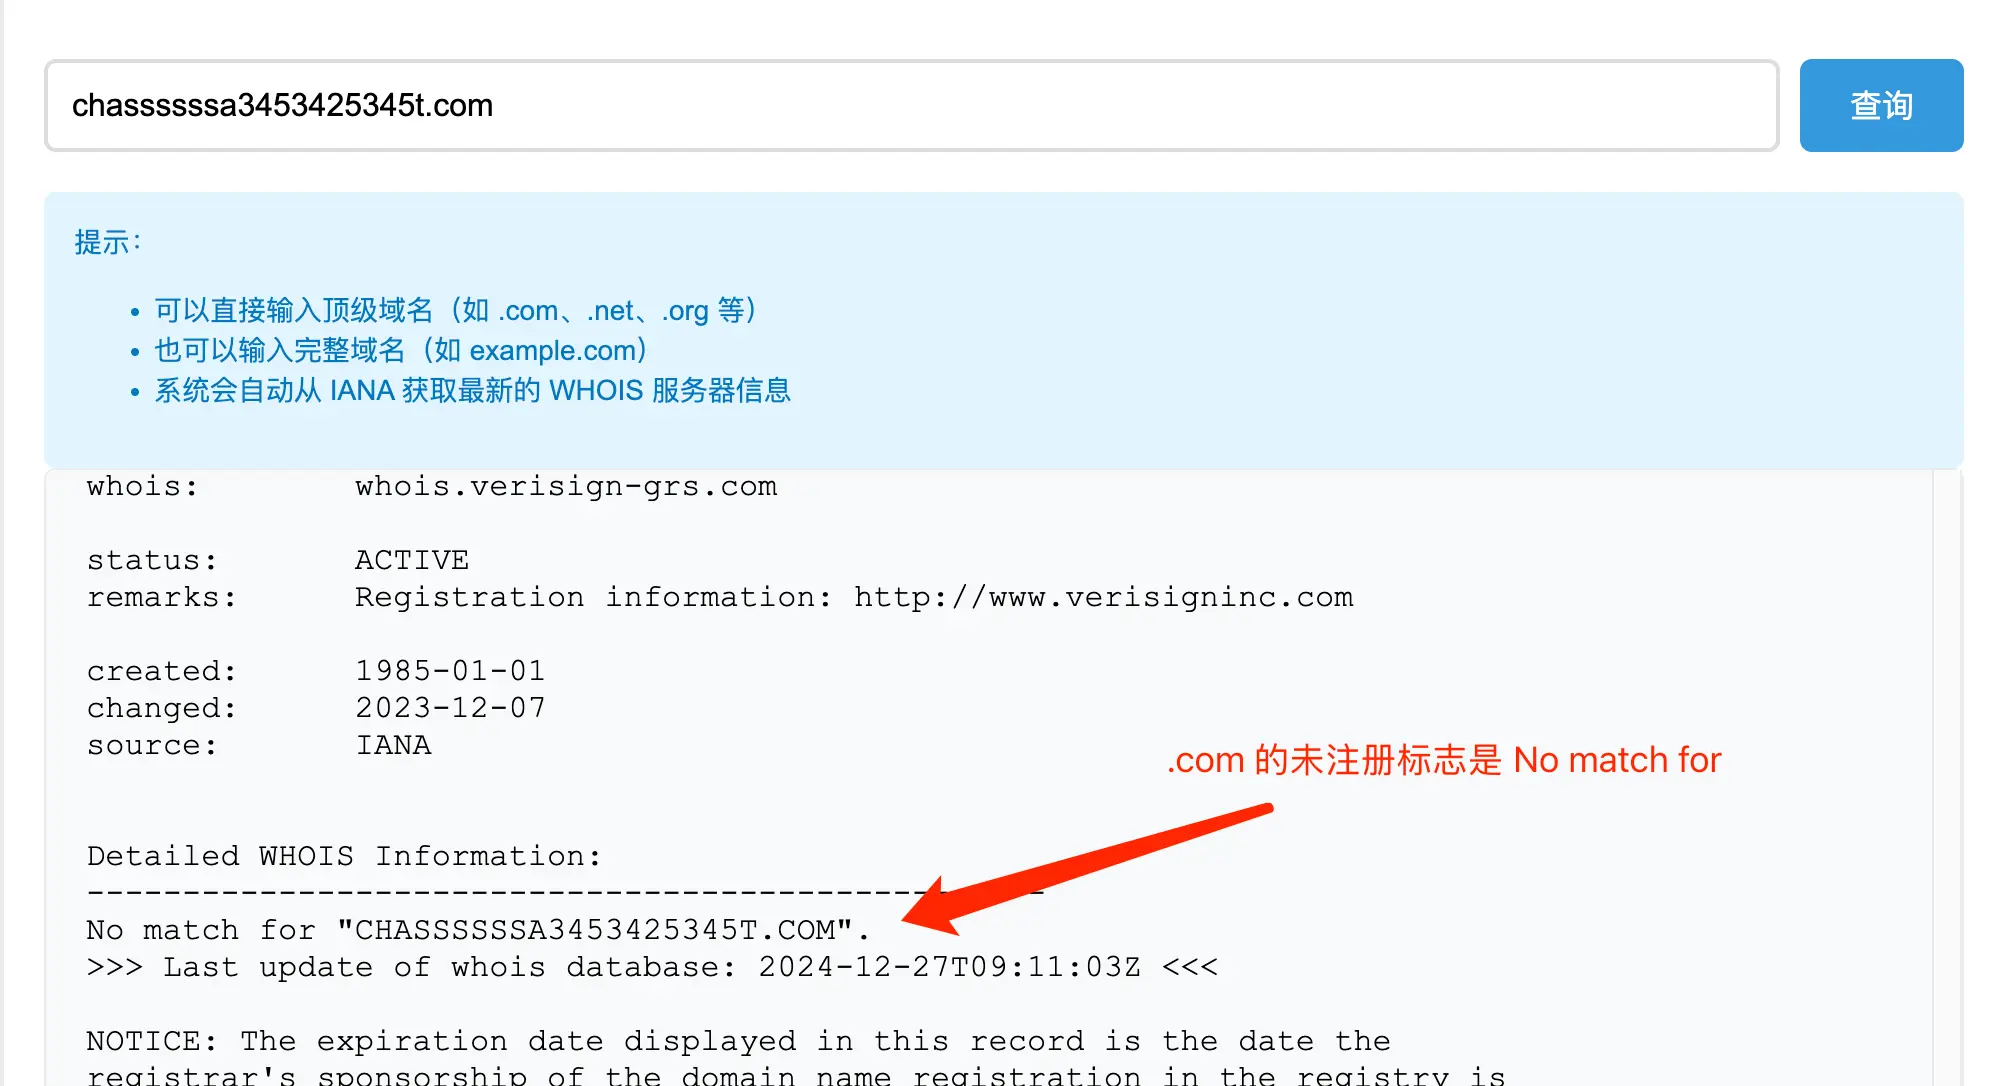 chasssssssa3453425345t.com
查询
提示：
• 可以直接输入顶级域名（如 .com、.net、.org 等）
• 也可以输入完整域名（如 example.com）
• 系统会自动从 IANA 获取最新的 WHOIS 服务器信息
whois:        whois.verisign-grs.com
status:       ACTIVE
remarks:      Registration information: http://www.verisigninc.com
created:      1985-01-01
changed:      2023-12-07
source:       IANA
.com 的未注册标志是 No match for
Detailed WHOIS Information:
--------------------------------------------------
No match for "CHASSSSSSA3453425345T.COM".
>>> Last update of whois database: 2024-12-27T09:11:03Z <<<
NOTICE: The expiration date displayed in this record is the date the
registrar's sponsorship of the domain name registration in the registry is